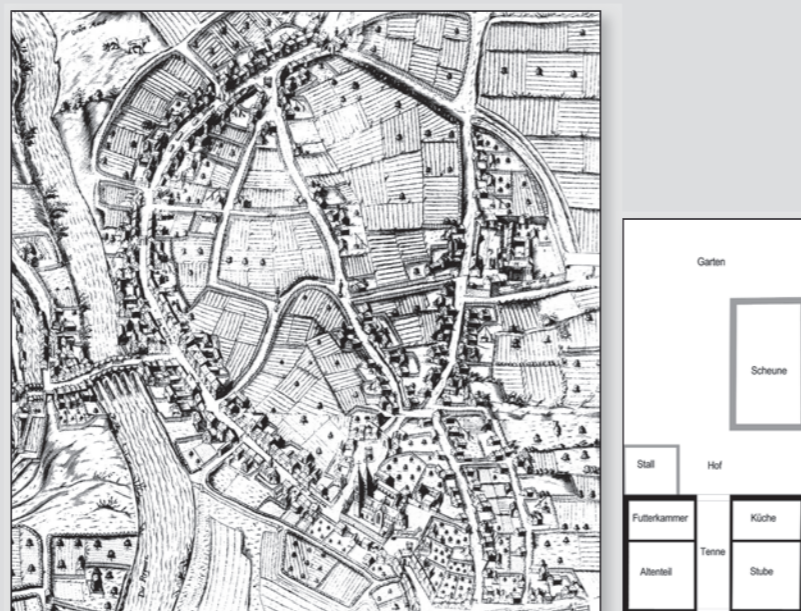 Garten
Scheune
Stall
Hof
Futterkammer
Küche
Tenne
Altenteil
Stube